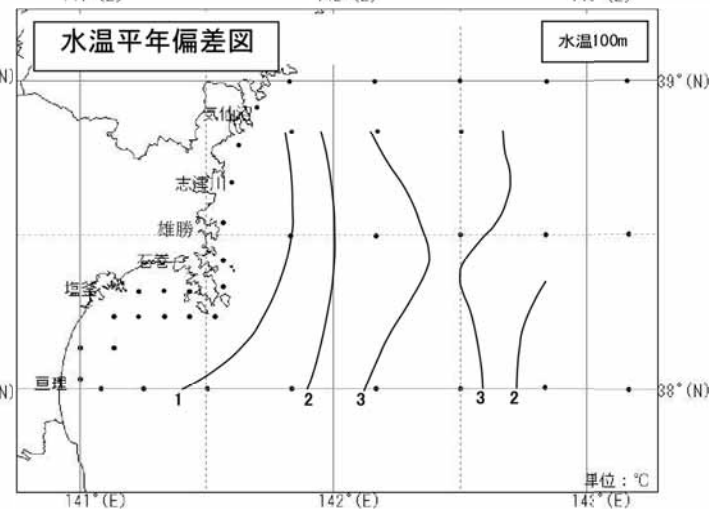 水温平年偏差図
水温100m
39°(N)
気仙沼
志津川
雄勝
石巻
塩釜
亘理
38°(N)
1
2
3
3
2
単位：℃
141°(E)
142°(E)
143°(E)